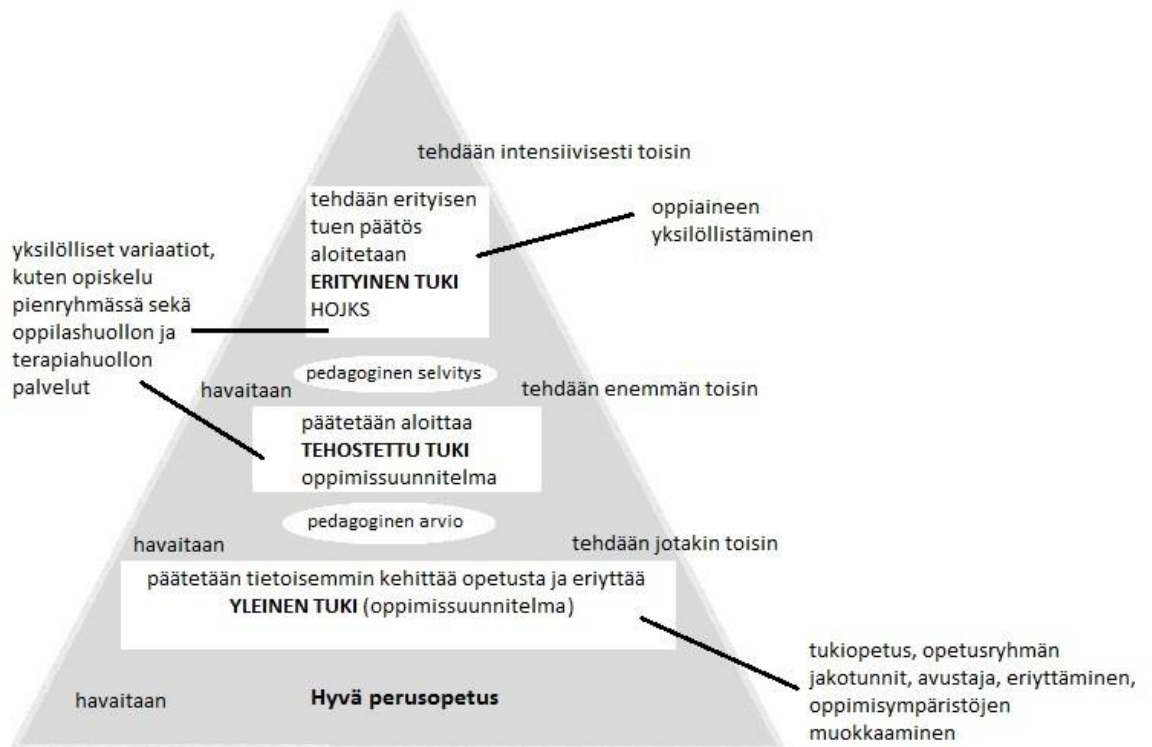 tehdään intensiivisesti toisin
tehdään erityisen
tuen päätös
aloitetaan
ERITYINEN TUKI
HOJKS
oppiaineen
yksilöllistäminen
yksilölliset variaatiot,
kuten opiskelu
pienryhmässä sekä
oppilashuollon ja
terapiahuollon
palvelut
pedagoginen selvitys
havaitaan
tehdään enemmän toisin
päätetään aloittaa
TEHOSTETTU TUKI
oppimissuunnitelma
pedagoginen arvio
havaitaan
tehdään jotakin toisin
päätetään tietoisemmin kehittää opetusta ja eriyttää
YLEINEN TUKI (oppimissuunnitelma)
tukiopetus, opetusryhmän
jakotunnit, avustaja, eriyttäminen,
oppimisympäristöjen
muokkaaminen
havaitaan
Hyvä perusopetus